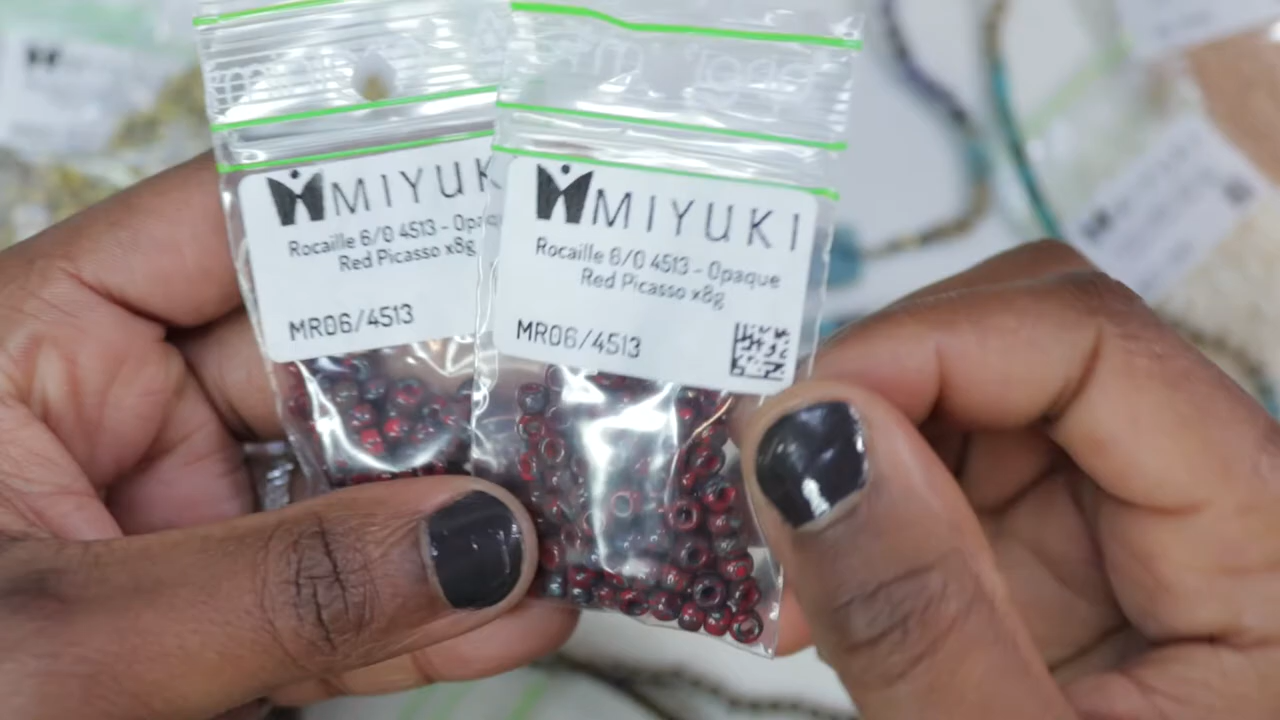 MIYUK
Rocaille 6/0 4513 - Opaq
Red Picasso x8g
MR06/4513
MIYUKI
Rocaille 6/0 4513 - Opaque
Red Picasso x8g
MR06/4513